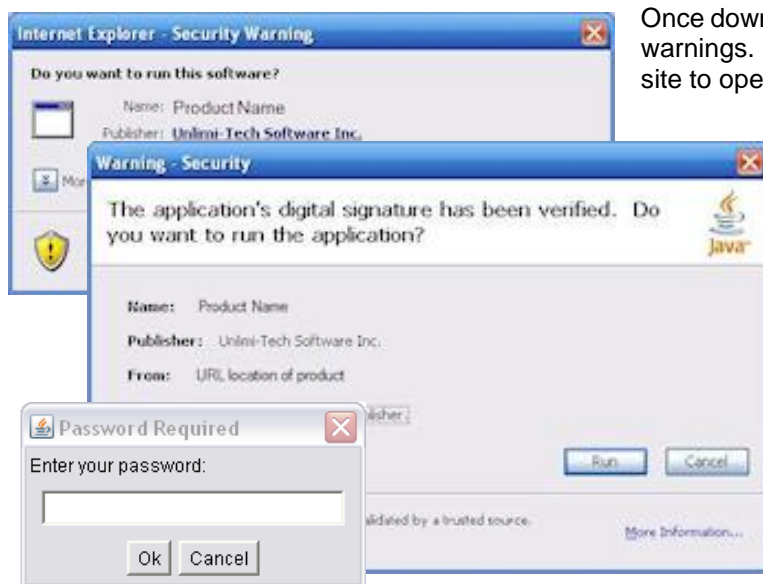 Once down
warnings.
site to ope
Internet Explorer - Security Warning
Do you want to run this software?
Name: Product Name
Publisher: Unlimi-Tech Software Inc.
Warning - Security
The application's digital signature has been verified. Do
you want to run the application?
Java
Name: Product Name
Publisher: Unlimi-Tech Software Inc.
From: URL location of product
Run Cancel
Password Required
Enter your password:
Ok Cancel
by a trusted source.
More Information...